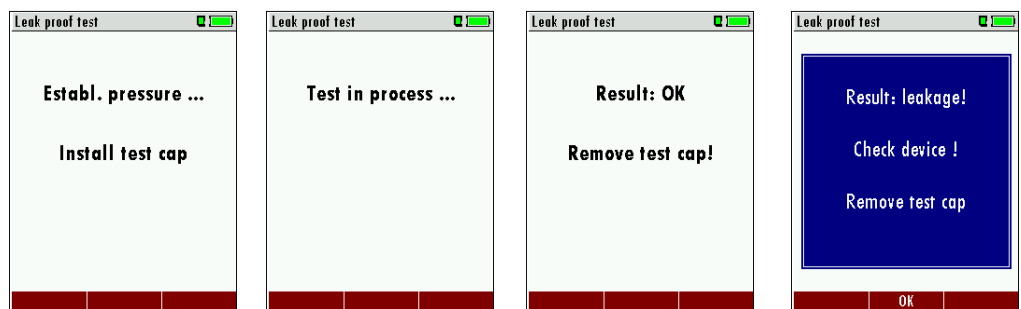 Leak proof test
Establ. pressure ...
Install test cap
Leak proof test
Test in process ...
Leak proof test
Result: OK
Remove test cap!
Leak proof test
Result: leakage!
Check device !
Remove test cap
OK